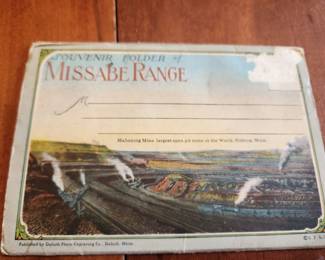 SOUVENIR FOLDER of
MISSABE RANGE
M
Mahoning Mine largest open pit mine in the World, Hibbing, Minn.
Published by Duluth Photo Engraving Co., Duluth, Minn.